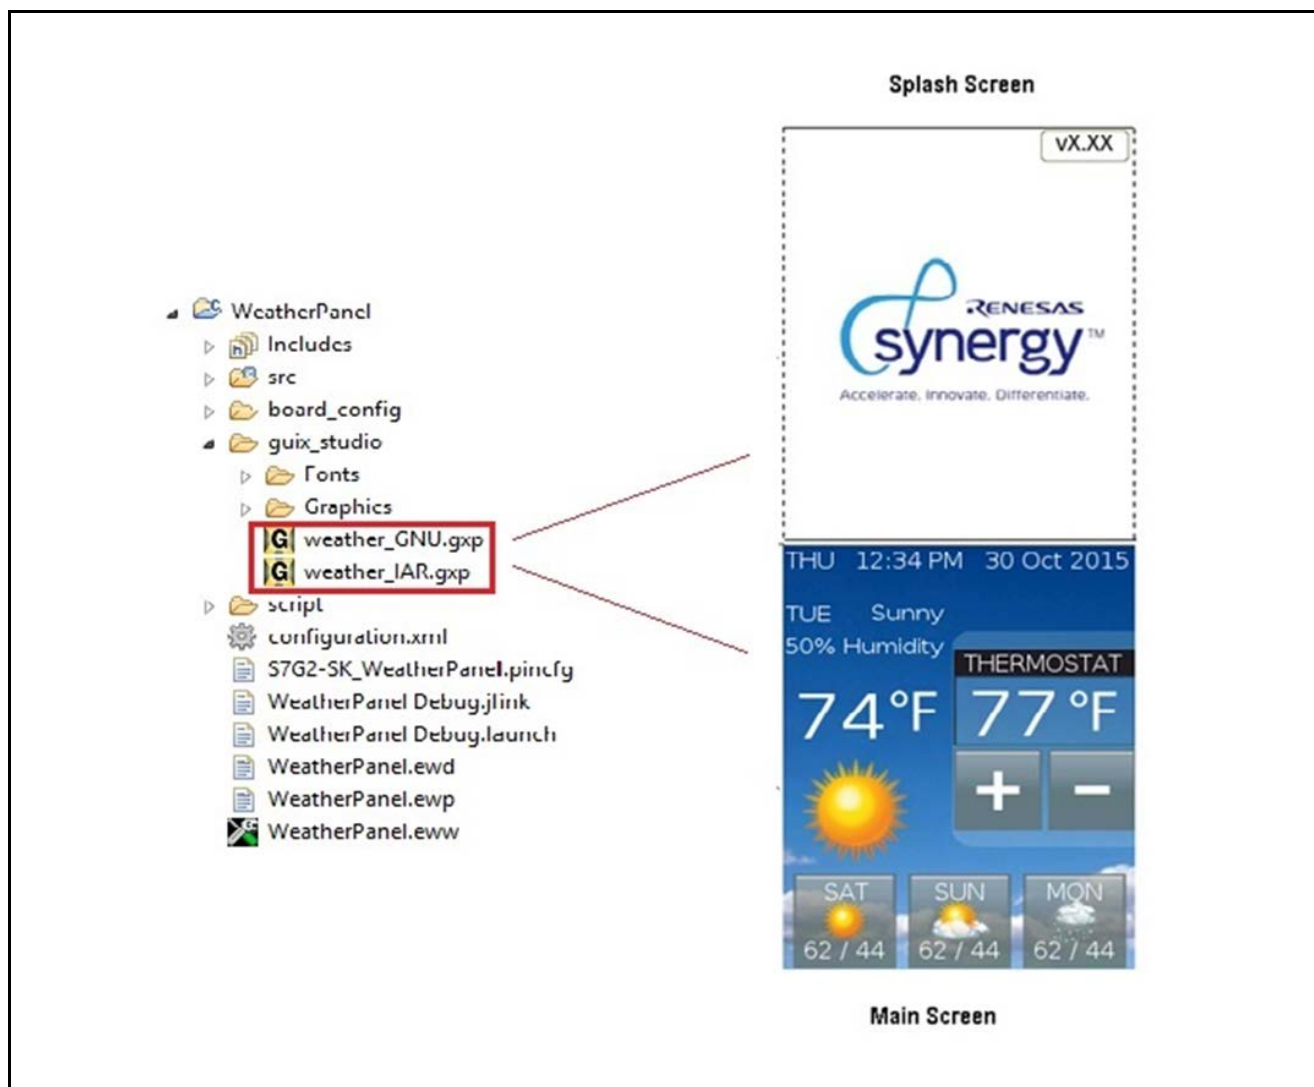 Splash Screen
vX.XX
RENESAS
synergy™
Accelerate. Innovate. Differentiate.
WeatherPanel
Includes
src
board_config
guix_studio
Fonts
Graphics
weather_GNU.gxp
weather_IAR.gxp
script
configuration.xml
S7G2-SK_WeatherPanel.pincfg
WeatherPanel Debug.jlink
WeatherPanel Debug.launch
WeatherPanel.ewd
WeatherPanel.ewp
WeatherPanel.eww
THU 12:34 PM 30 Oct 2015
TUE Sunny
50% Humidity
THERMOSTAT
74°F 77°F
+ −
SAT SUN MON
62 / 44 62 / 44 62 / 44
Main Screen